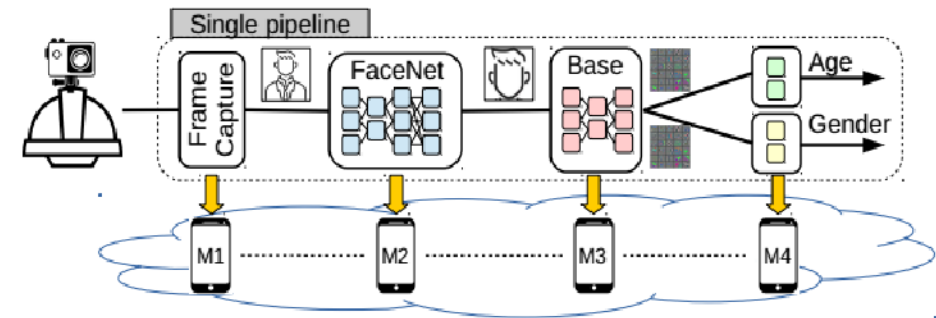 Single pipeline
Frame
Capture
FaceNet
Base
Age
Gender
M1
M2
M3
M4